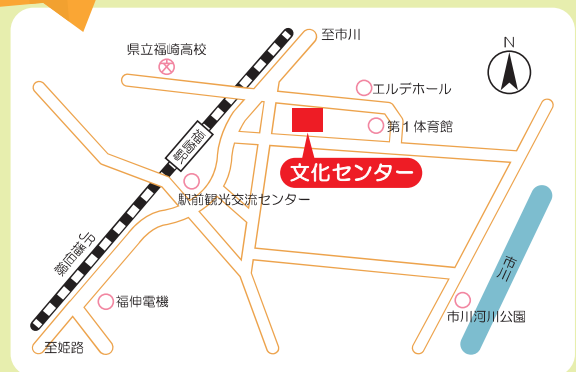 至市川
N
県立福崎高校
エルデホール
第1体育館
福崎駅
文化センター
駅前観光交流センター
JR播但線
市川
福伸電機
市川河川公園
至姫路